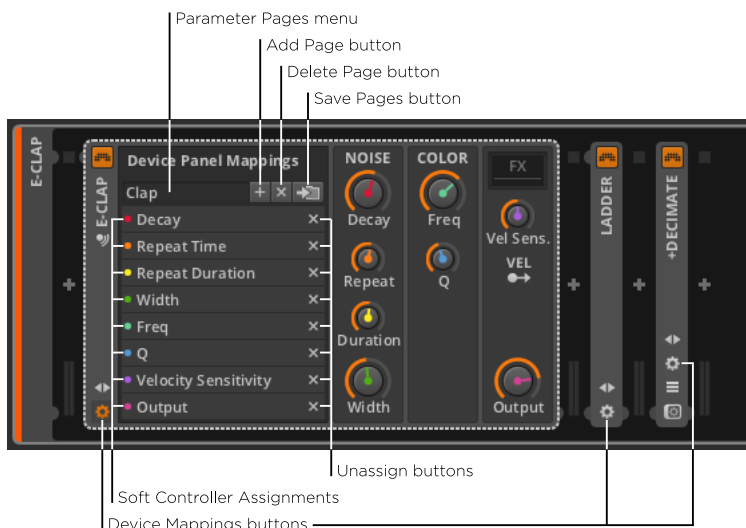 Parameter Pages menu
Add Page button
Delete Page button
Save Pages button
E-CLAP
E-CLAP
Device Panel Mappings
Clap
Decay
Repeat Time
Repeat Duration
Width
Freq
Q
Velocity Sensitivity
Output
NOISE
Decay
Repeat
Duration
Width
COLOR
Freq
Q
FX
Vel Sens.
VEL
Output
LADDER
+DECIMATE
Unassign buttons
Soft Controller Assignments
Device Mappings buttons